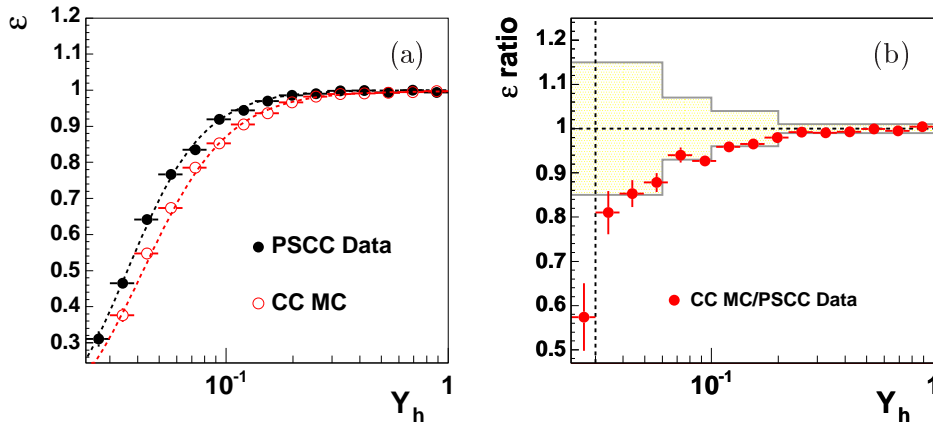 ε
1.2
1.1
1
0.9
0.8
0.7
0.6
0.5
0.4
0.3
(a)
PSCC Data
CC MC
10⁻¹
1
Y_h
ε ratio
1.2
1.1
1
0.9
0.8
0.7
0.6
0.5
(b)
CC MC/PSCC Data
10⁻¹
1
Y_h